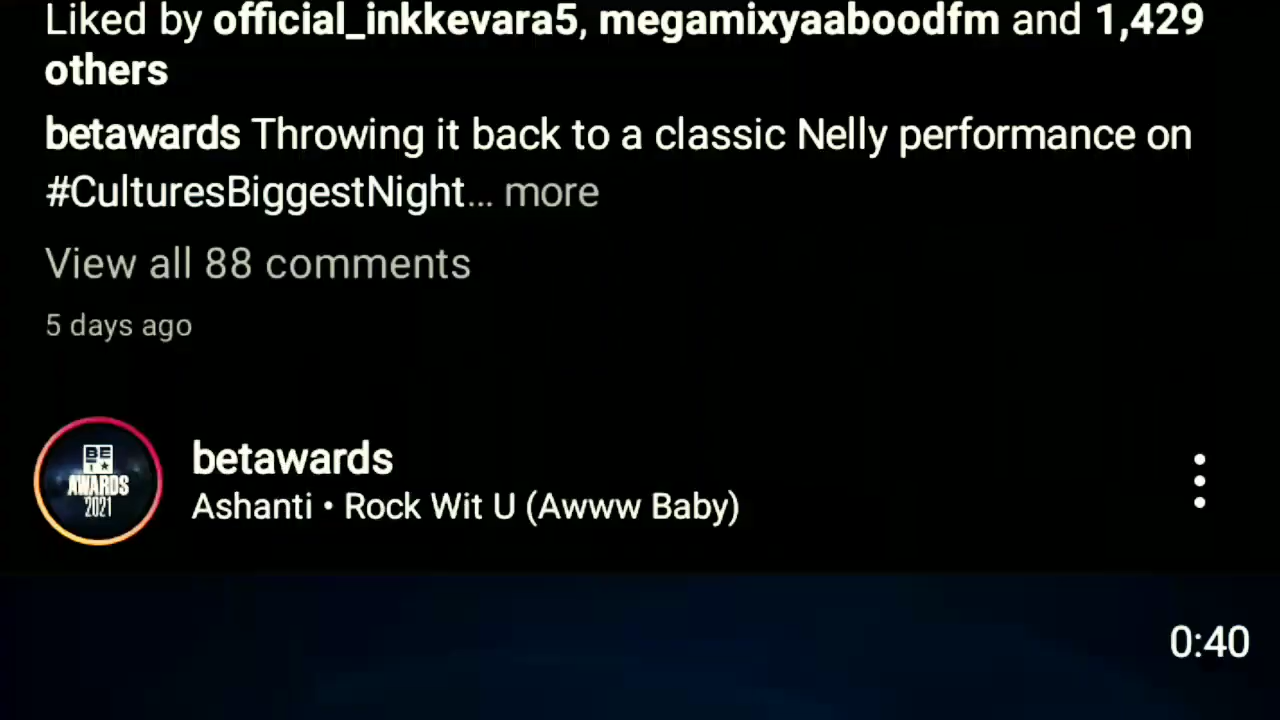 Liked by official_inkkevara5, megamixyaaboodfm and 1,429
others
betawards Throwing it back to a classic Nelly performance on
#CulturesBiggestNight... more
View all 88 comments
5 days ago
BET★
AWARDS
2021
betawards
Ashanti • Rock Wit U (Awww Baby)
0:40